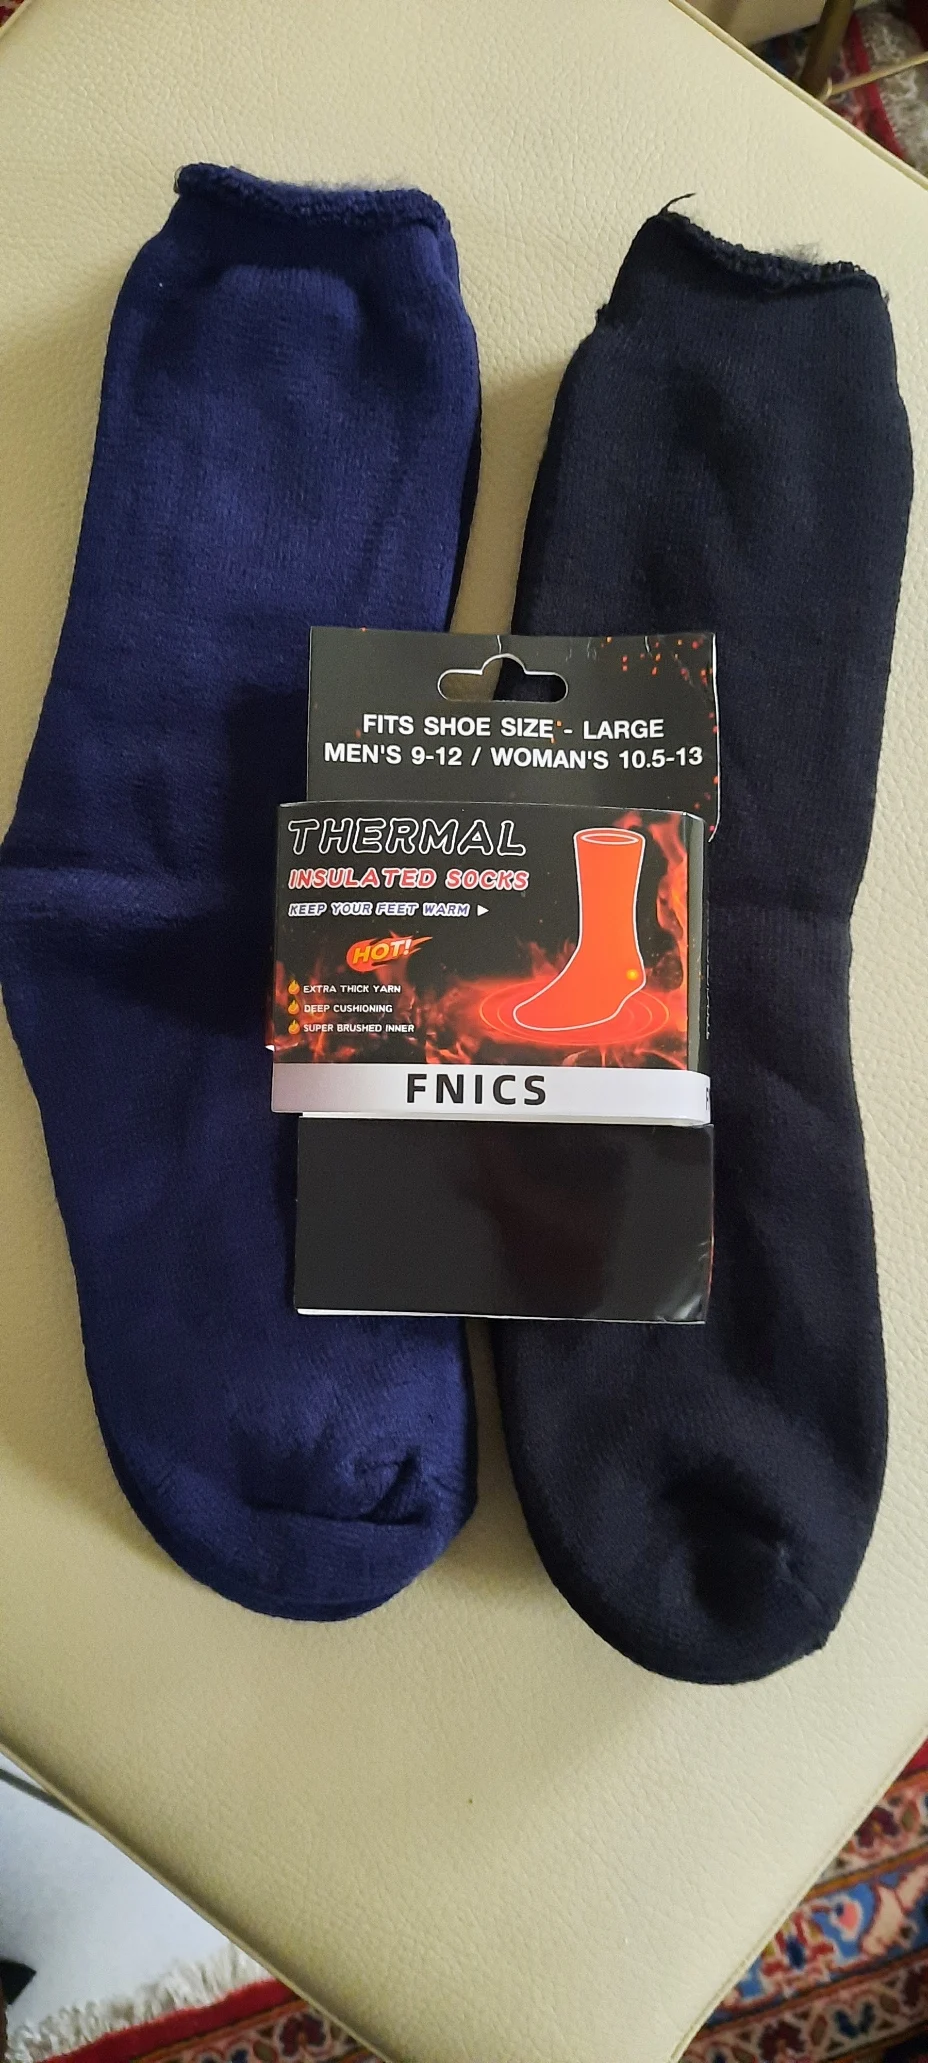 FITS SHOE SIZE - LARGE
MEN'S 9-12 / WOMAN'S 10.5-13
THERMAL
INSULATED SOCKS
KEEP YOUR FEET WARM
HOT!
EXTRA THICK YARN
DEEP CUSHIONING
SUPER BRUSHED INNER
FNICS